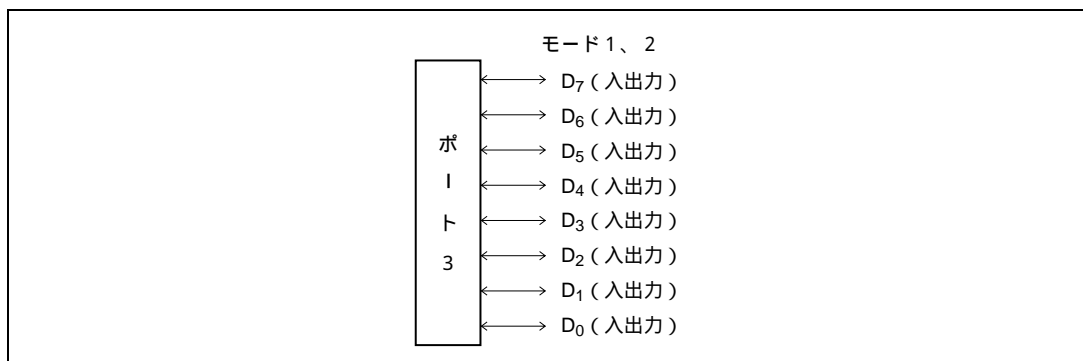 モード1、2
D7(入出力)
D6(入出力)
D5(入出力)
D4(入出力)
D3(入出力)
D2(入出力)
D1(入出力)
D0(入出力)
ポート3